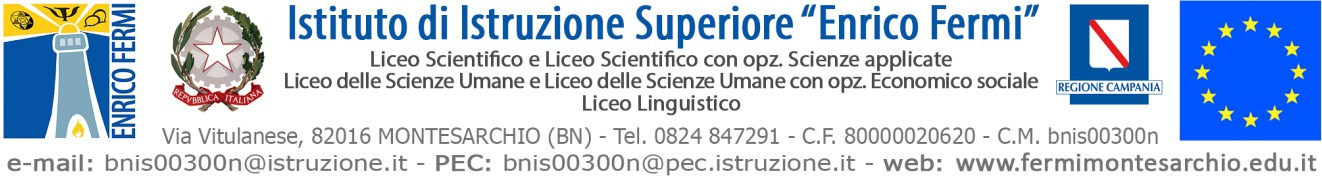 ENRICO FERMI
REPVBBLICA ITALIANA
Istituto di Istruzione Superiore “Enrico Fermi”
Liceo Scientifico e Liceo Scientifico con opz. Scienze applicate
Liceo delle Scienze Umane e Liceo delle Scienze Umane con opz. Economico sociale
Liceo Linguistico
REGIONE CAMPANIA
Via Vitulanese, 82016 MONTESARCHIO (BN) - Tel. 0824 847291 - C.F. 80000020620 - C.M. bnis00300n
e-mail: bnis00300n@istruzione.it - PEC: bnis00300n@pec.istruzione.it - web: www.fermimontesarchio.edu.it